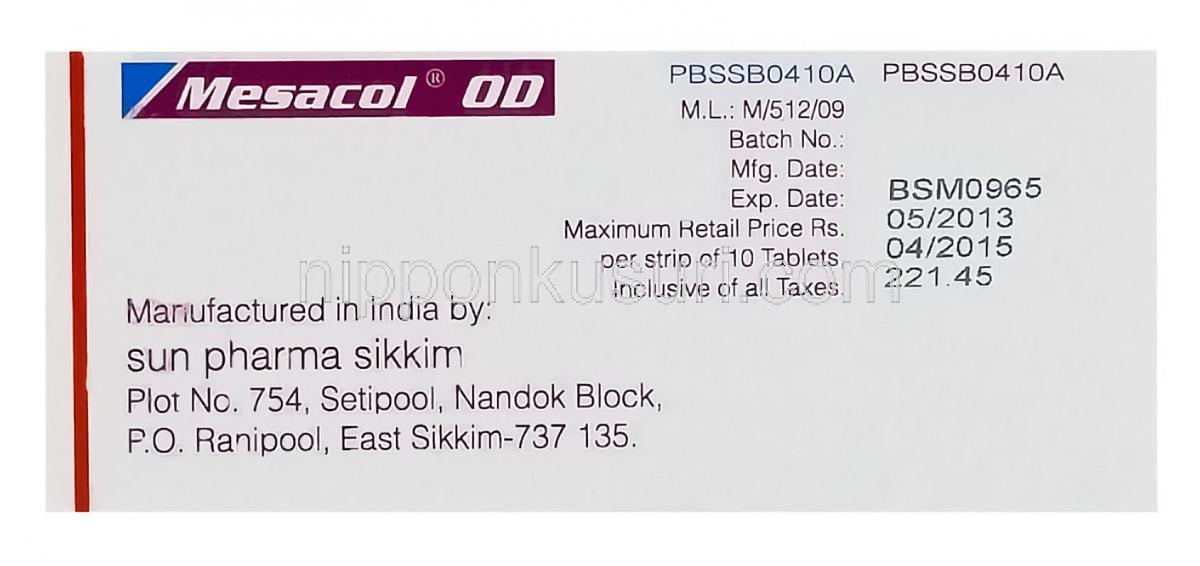 Mesacol® OD
PBSSB0410A PBSSB0410A
M.L.: M/512/09
Batch No.:
Mfg. Date:
Exp. Date:
Maximum Retail Price Rs.
per strip of 10 Tablets
Inclusive of all Taxes.
BSM0965
05/2013
04/2015
221.45
nipponkusuri.com
Manufactured in India by:
sun pharma sikkim
Plot No. 754, Setipool, Nandok Block,
P.O. Ranipool, East Sikkim-737 135.